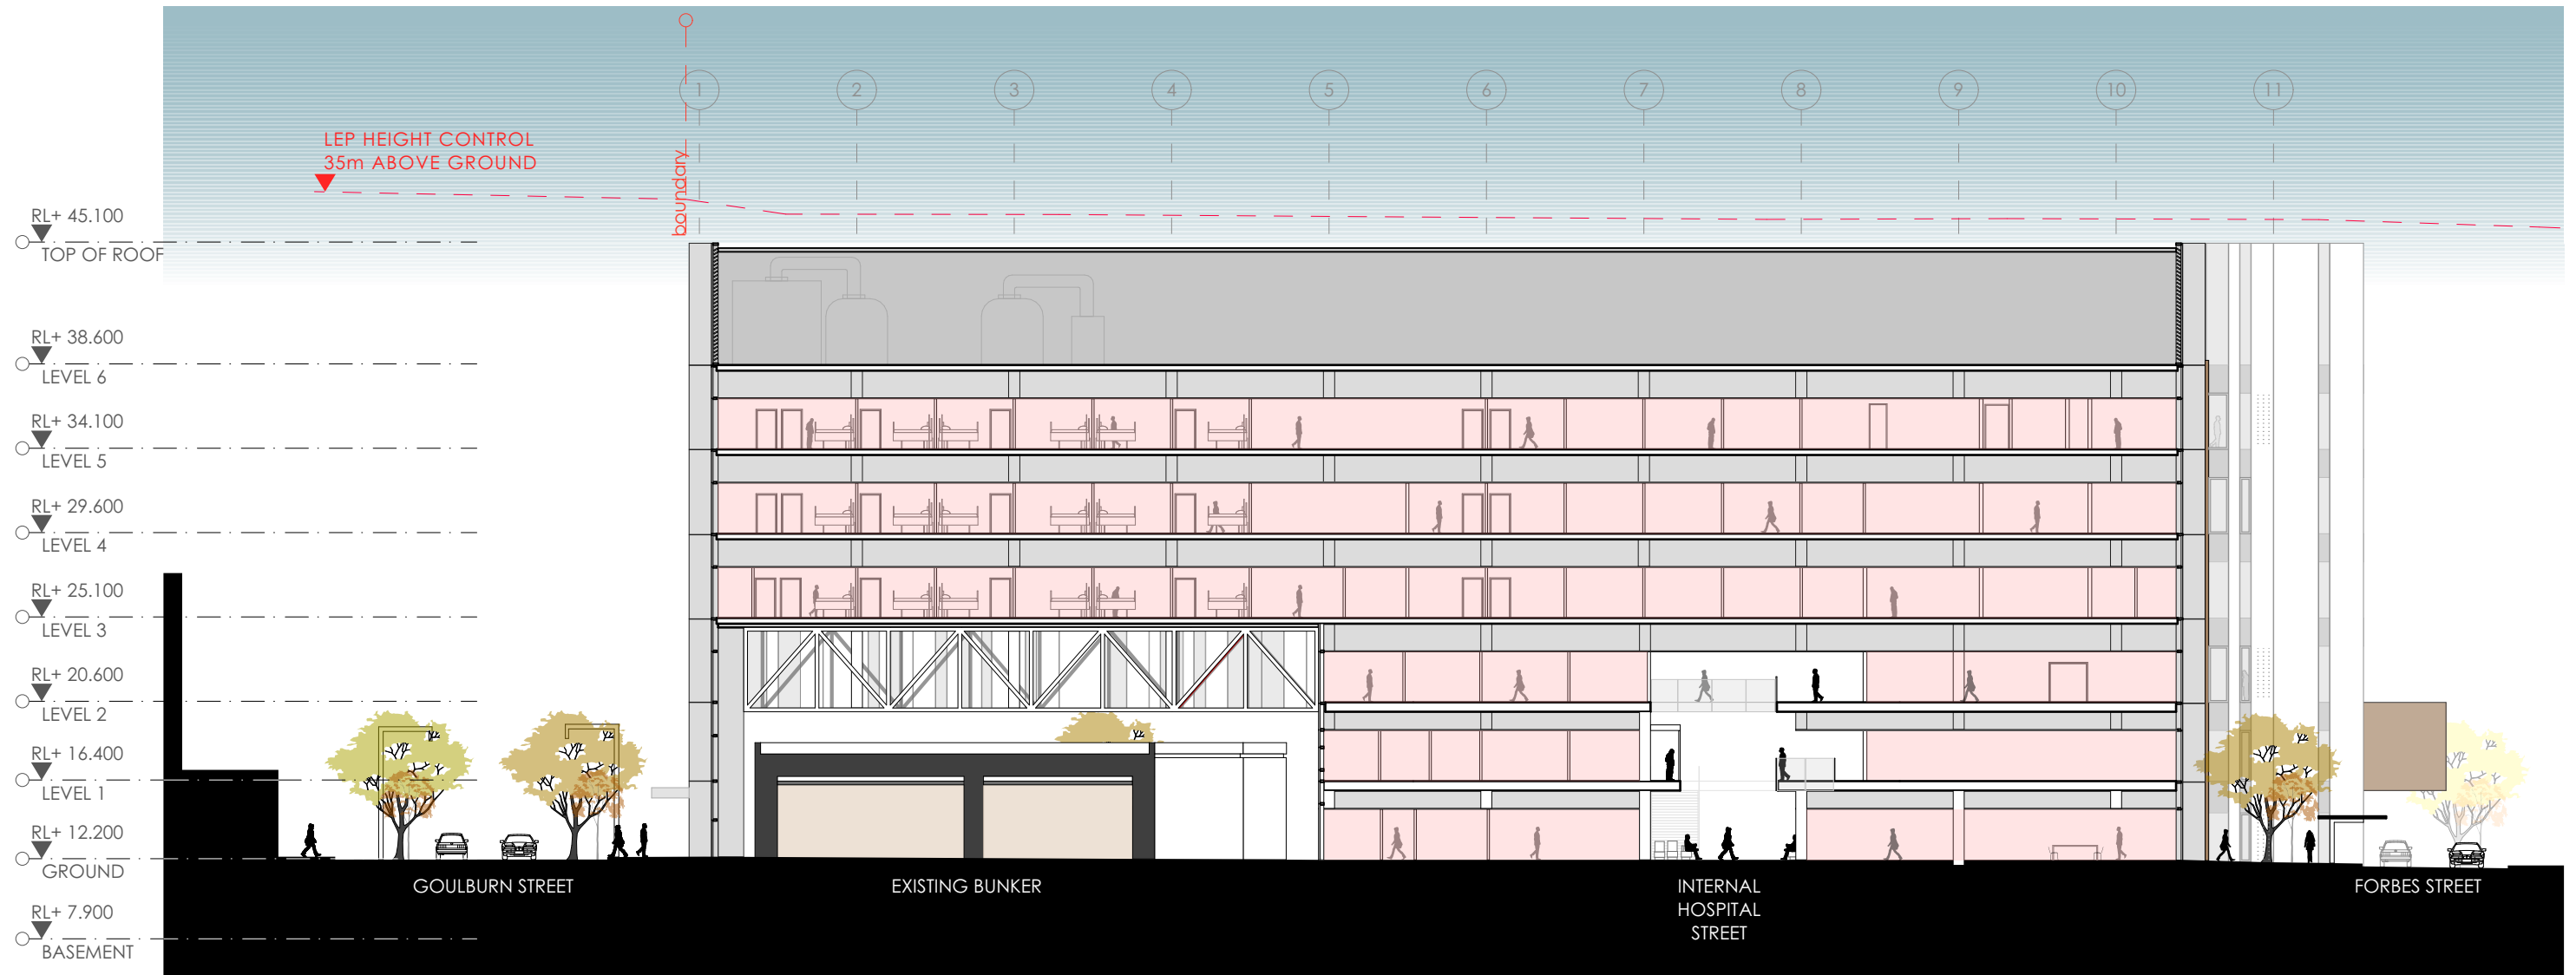 1
2
3
4
5
6
7
8
9
10
11
LEP HEIGHT CONTROL
35m ABOVE GROUND
boundary
RL+ 45.100
TOP OF ROOF
RL+ 38.600
LEVEL 6
RL+ 34.100
LEVEL 5
RL+ 29.600
LEVEL 4
RL+ 25.100
LEVEL 3
RL+ 20.600
LEVEL 2
RL+ 16.400
LEVEL 1
RL+ 12.200
GROUND
RL+ 7.900
BASEMENT
GOULBURN STREET
EXISTING BUNKER
INTERNAL
HOSPITAL
STREET
FORBES STREET